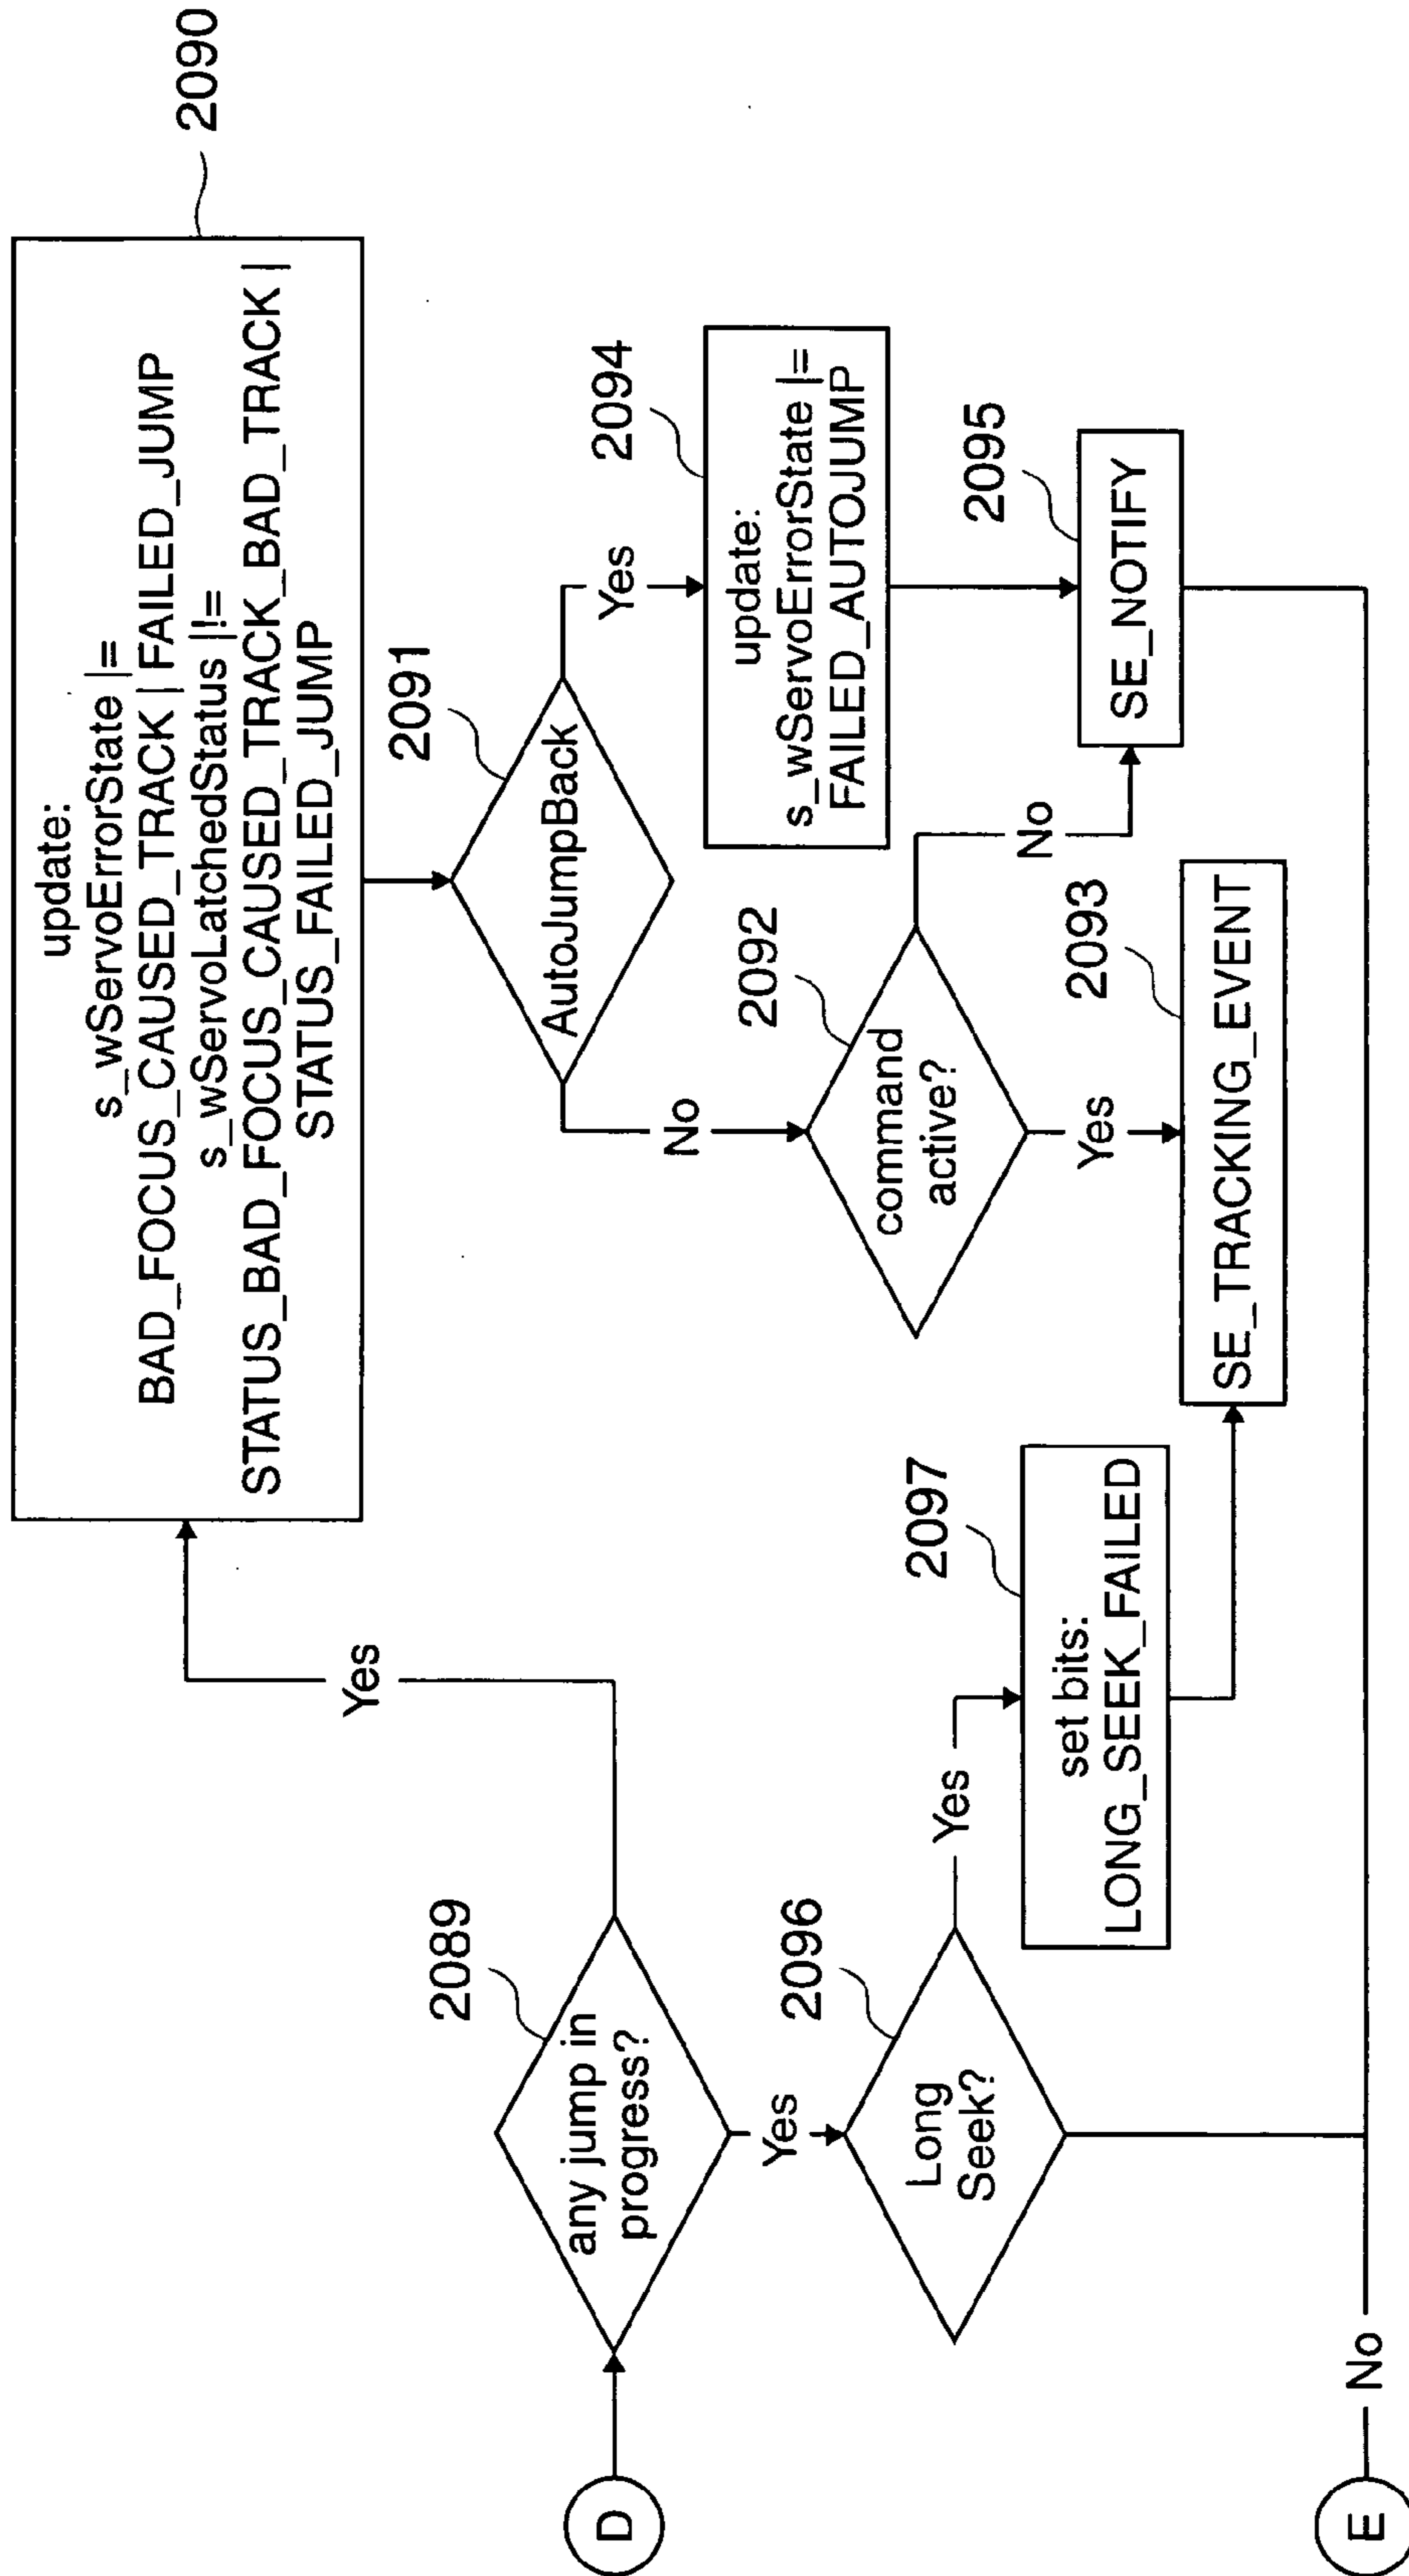 D
any jump in
progress?
2089
Yes
Yes
update:
s_wServoErrorState |=
BAD_FOCUS_CAUSED_TRACK | FAILED_JUMP
s_wServoLatchedStatus |!=
STATUS_BAD_FOCUS_CAUSED_TRACK_BAD_TRACK |
STATUS_FAILED_JUMP
2090
AutoJumpBack
2091
No
Yes
command
active?
2092
No
Yes
update:
s_wServoErrorState |=
FAILED_AUTOJUMP
2094
SE_NOTIFY
2095
SE_TRACKING_EVENT
2093
Long
Seek?
2096
Yes
set bits:
LONG_SEEK_FAILED
2097
E
No